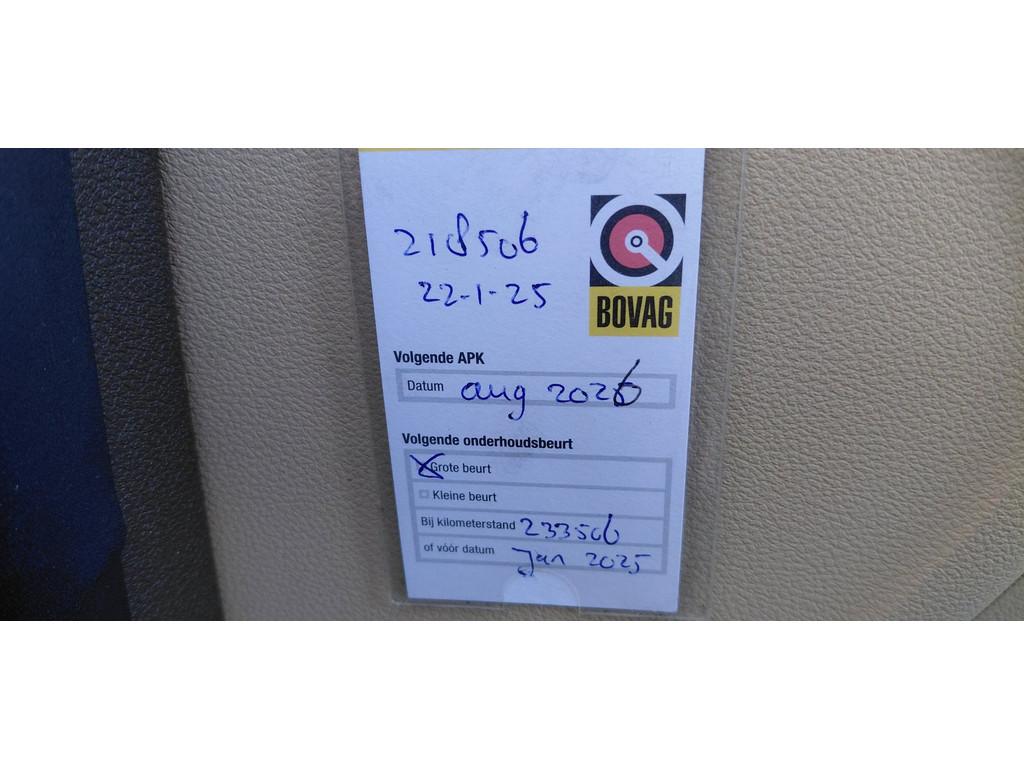 218506
22-1-25
BOVAG
Volgende APK
Datum aug 2026
Volgende onderhoudsbeurt
Grote beurt
Kleine beurt
Bij kilometerstand 233506
of vóór datum Jan 2025